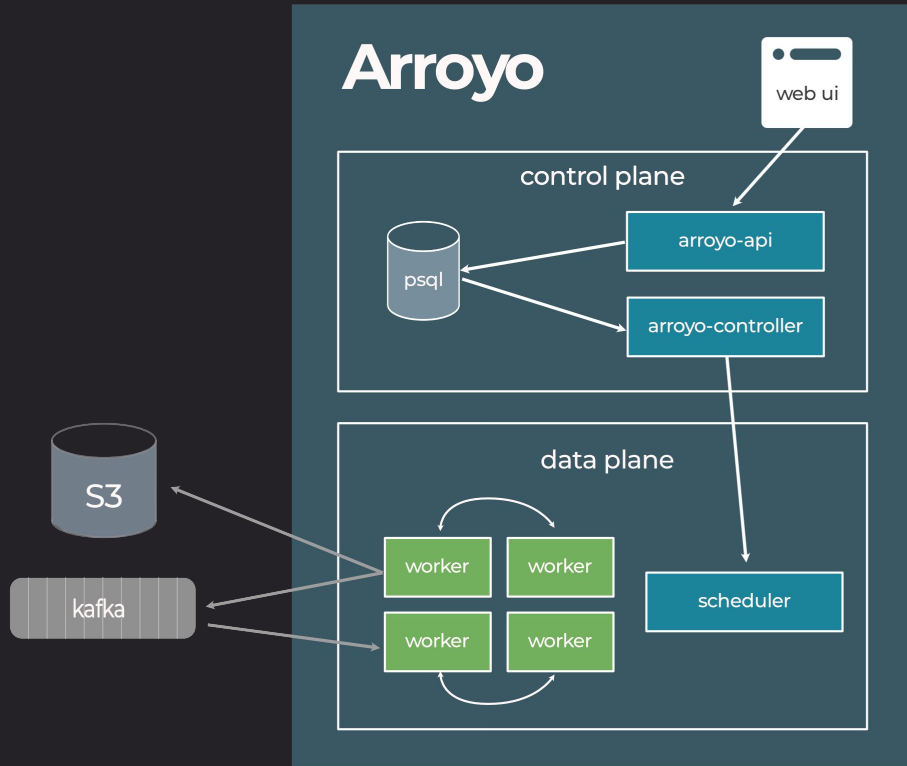 Arroyo
web ui
control plane
arroyo-api
psql
arroyo-controller
data plane
S3
worker
worker
scheduler
kafka
worker
worker